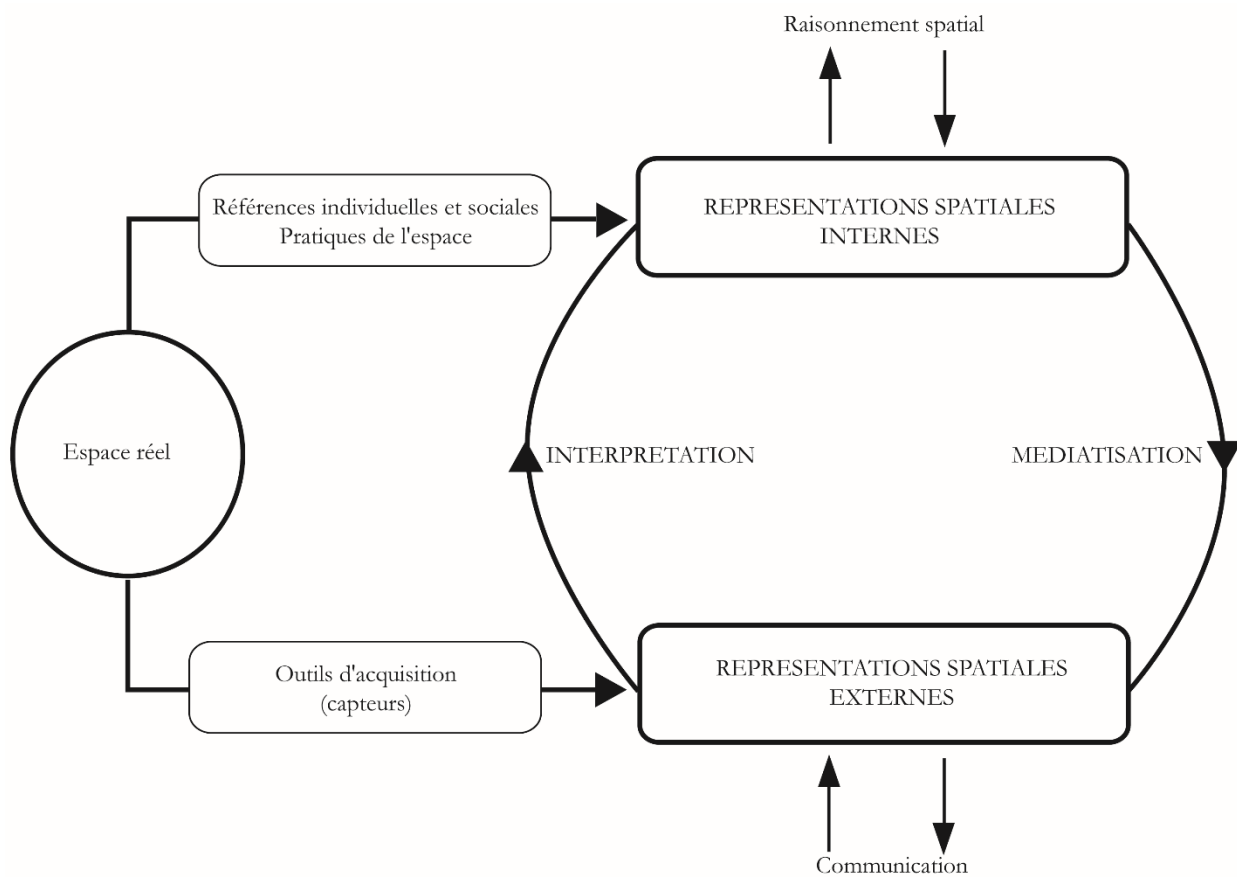 Raisonnement spatial
Références individuelles et sociales
Pratiques de l'espace
REPRESENTATIONS SPATIALES
INTERNES
Espace réel
INTERPRETATION
MEDIATISATION
Outils d'acquisition
(capteurs)
REPRESENTATIONS SPATIALES
EXTERNES
Communication